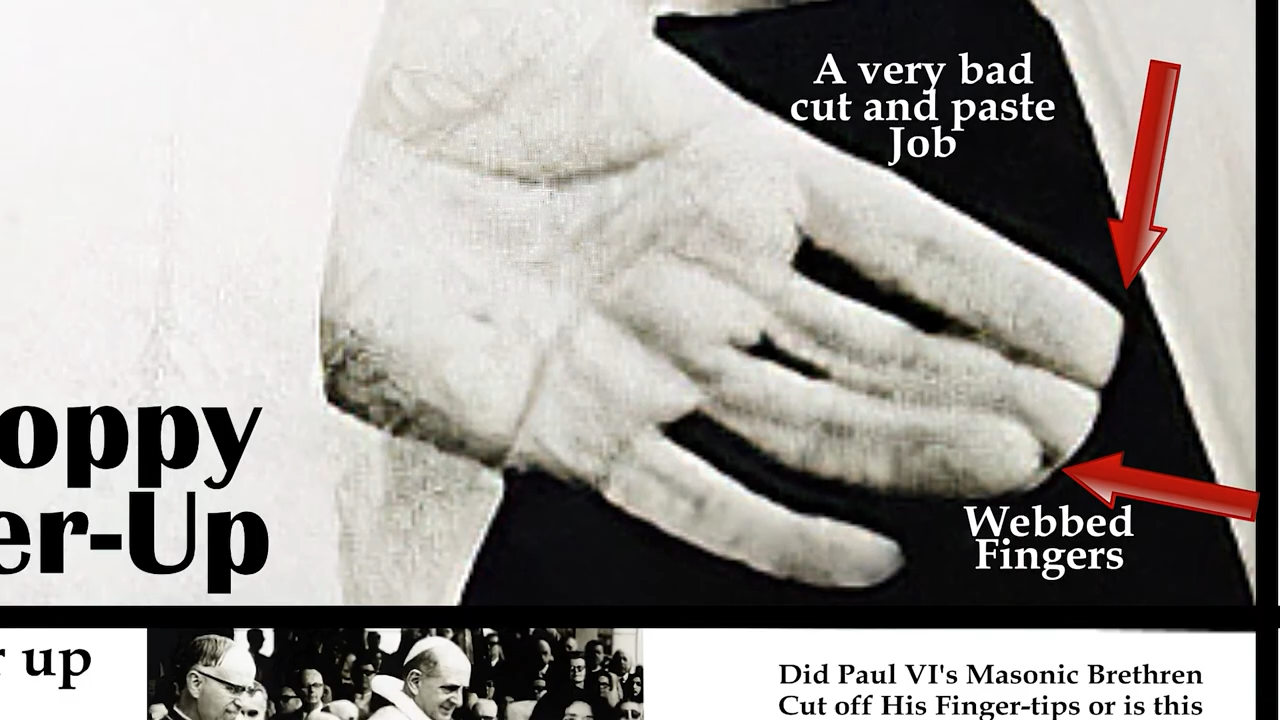 A very bad
cut and paste
Job
oppy
er-Up
Webbed
Fingers
r up
Did Paul VI's Masonic Brethren
Cut off His Finger-tips or is this